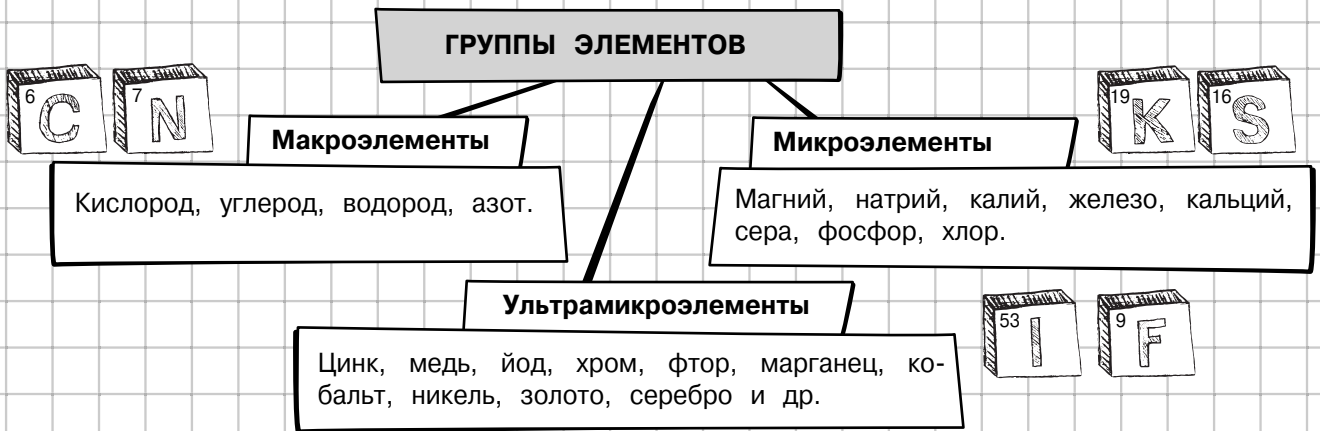 ГРУППЫ ЭЛЕМЕНТОВ
6 C
7 N
19 K
16 S
Макроэлементы
Кислород, углерод, водород, азот.
Микроэлементы
Магний, натрий, калий, железо, кальций,
сера, фосфор, хлор.
Ультрамикроэлементы
Цинк, медь, йод, хром, фтор, марганец, ко-
бальт, никель, золото, серебро и др.
53 I
9 F